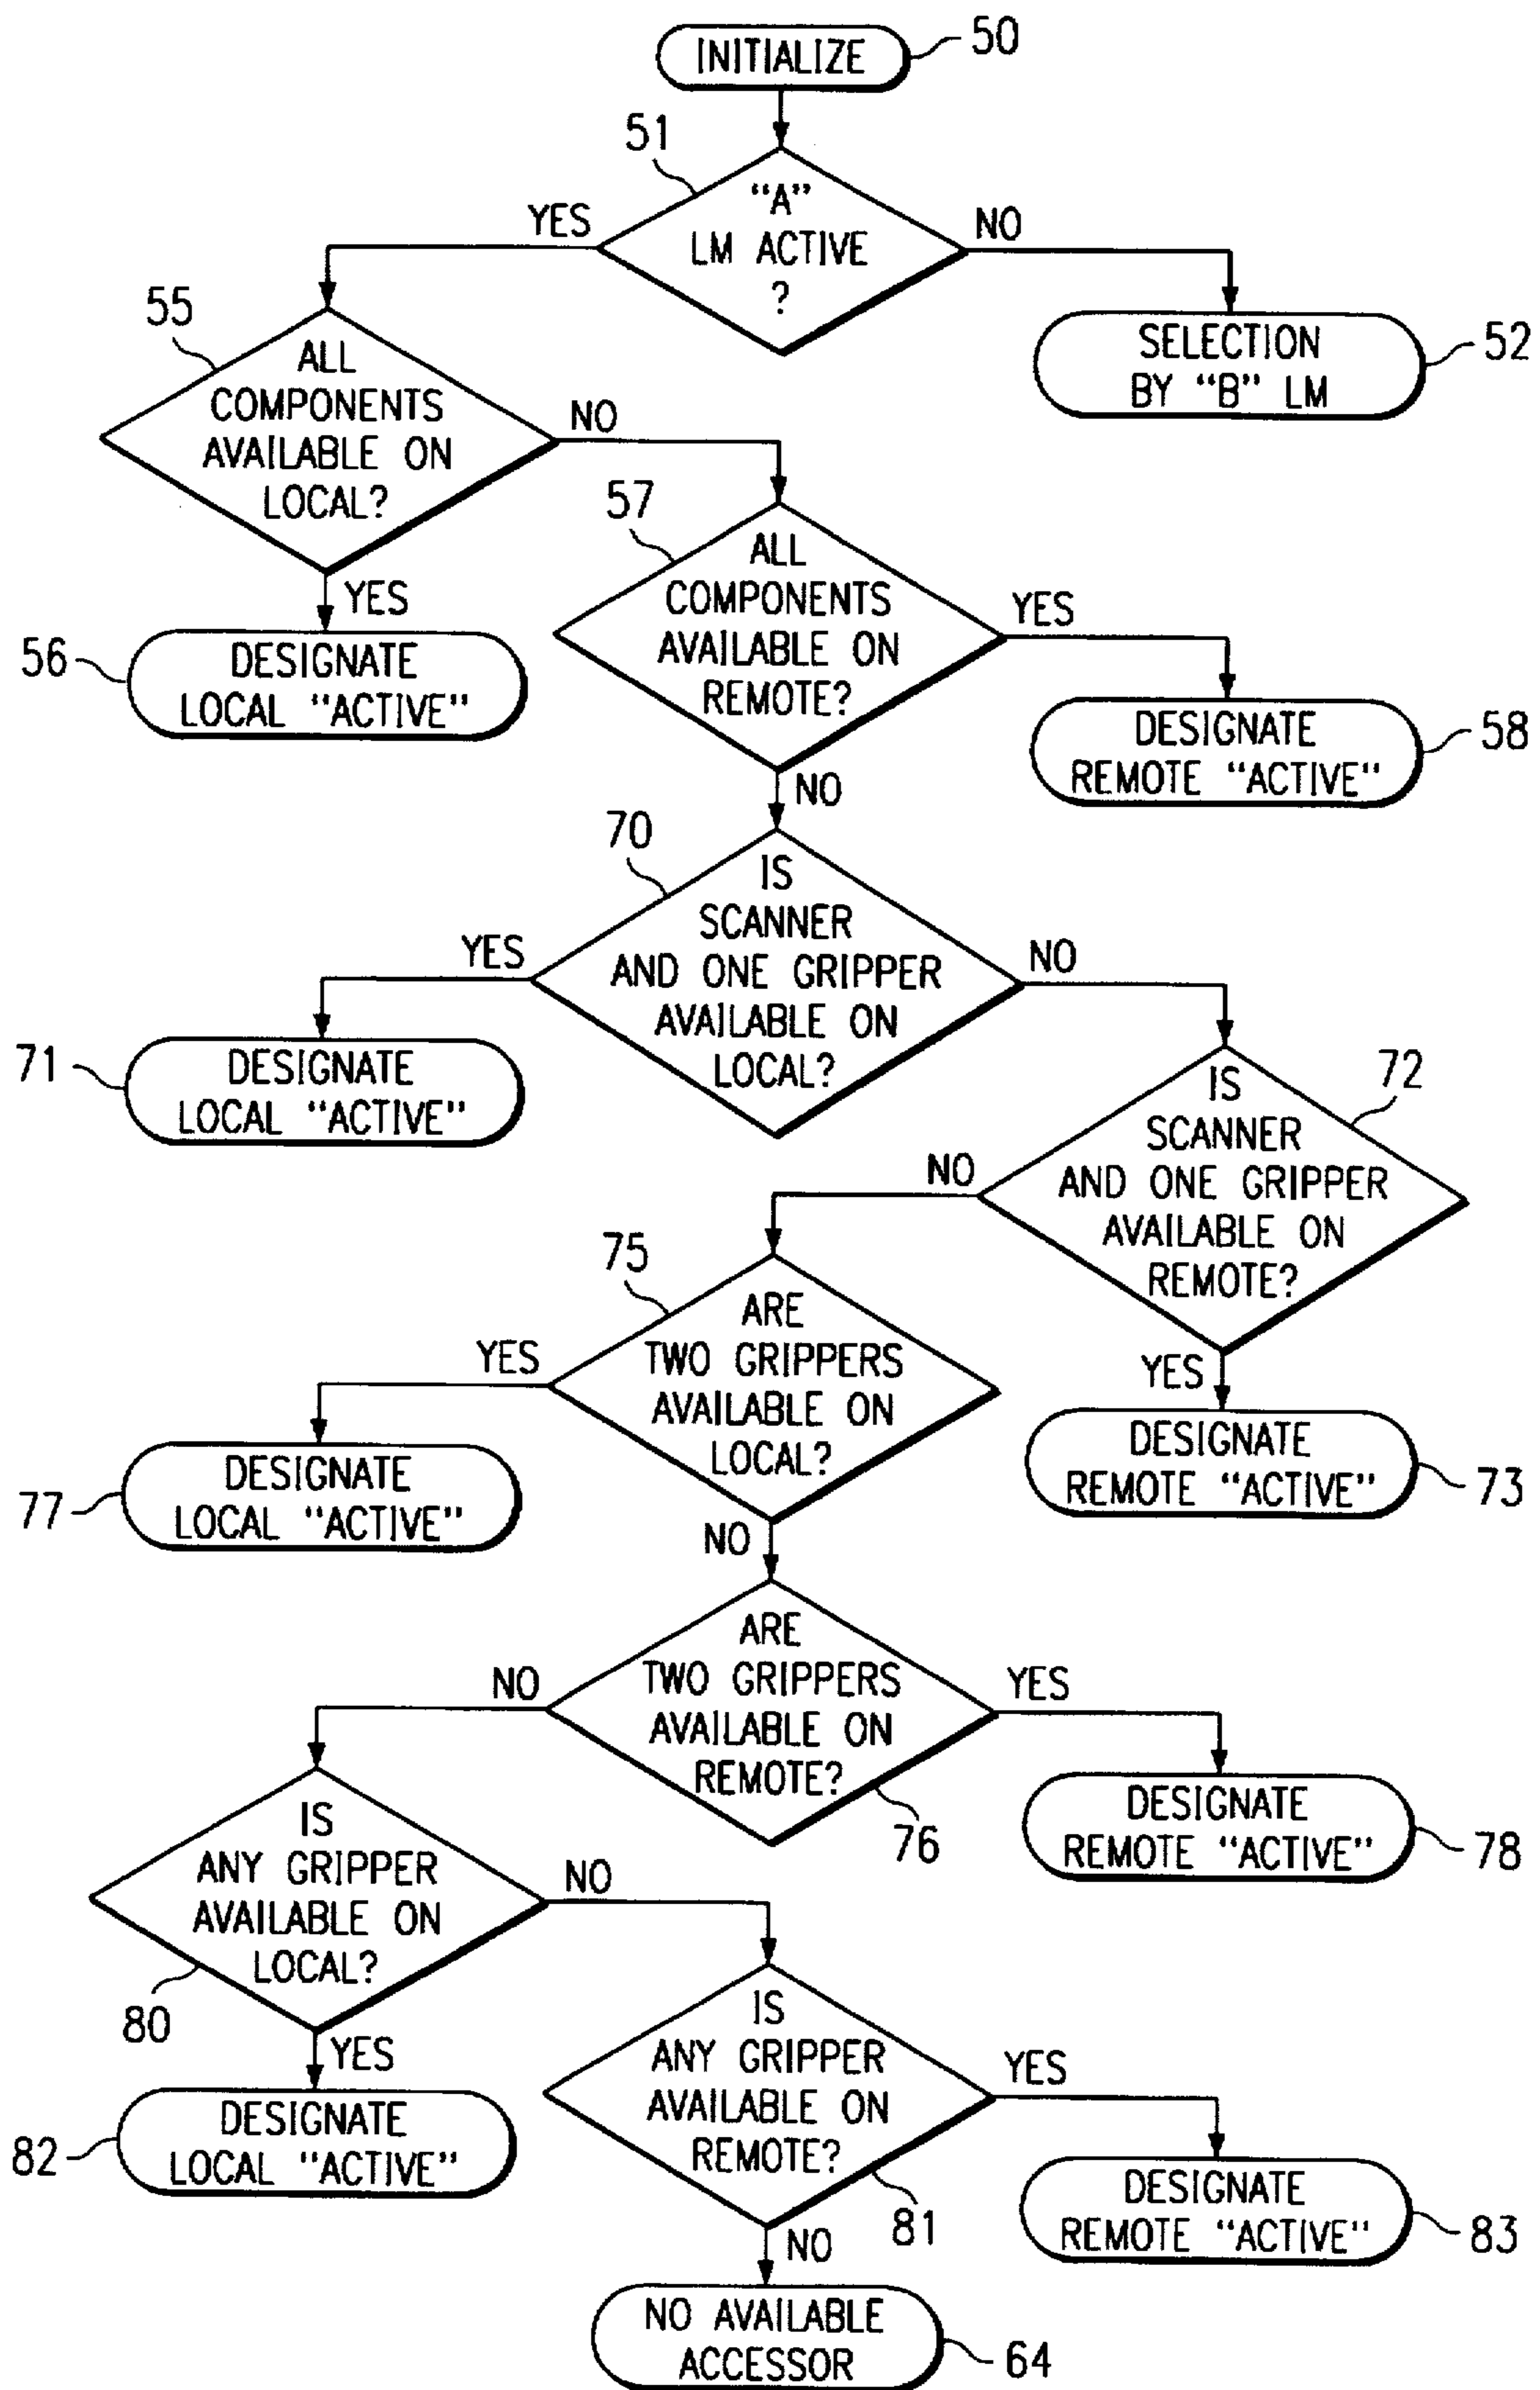 INITIALIZE
50
51
"A"
LM ACTIVE
?
YES
NO
SELECTION
BY "B" LM
52
55
ALL
COMPONENTS
AVAILABLE ON
LOCAL?
NO
YES
56
DESIGNATE
LOCAL "ACTIVE"
57
ALL
COMPONENTS
AVAILABLE ON
REMOTE?
YES
DESIGNATE
REMOTE "ACTIVE"
58
NO
70
IS
SCANNER
AND ONE GRIPPER
AVAILABLE ON
LOCAL?
YES
NO
71
DESIGNATE
LOCAL "ACTIVE"
72
IS
SCANNER
AND ONE GRIPPER
AVAILABLE ON
REMOTE?
NO
YES
DESIGNATE
REMOTE "ACTIVE"
73
75
ARE
TWO GRIPPERS
AVAILABLE ON
LOCAL?
YES
77
DESIGNATE
LOCAL "ACTIVE"
NO
ARE
TWO GRIPPERS
AVAILABLE ON
REMOTE?
76
NO
YES
DESIGNATE
REMOTE "ACTIVE"
78
IS
ANY GRIPPER
AVAILABLE ON
LOCAL?
80
NO
YES
82
DESIGNATE
LOCAL "ACTIVE"
IS
ANY GRIPPER
AVAILABLE ON
REMOTE?
81
YES
DESIGNATE
REMOTE "ACTIVE"
83
NO
NO AVAILABLE
ACCESSOR
64